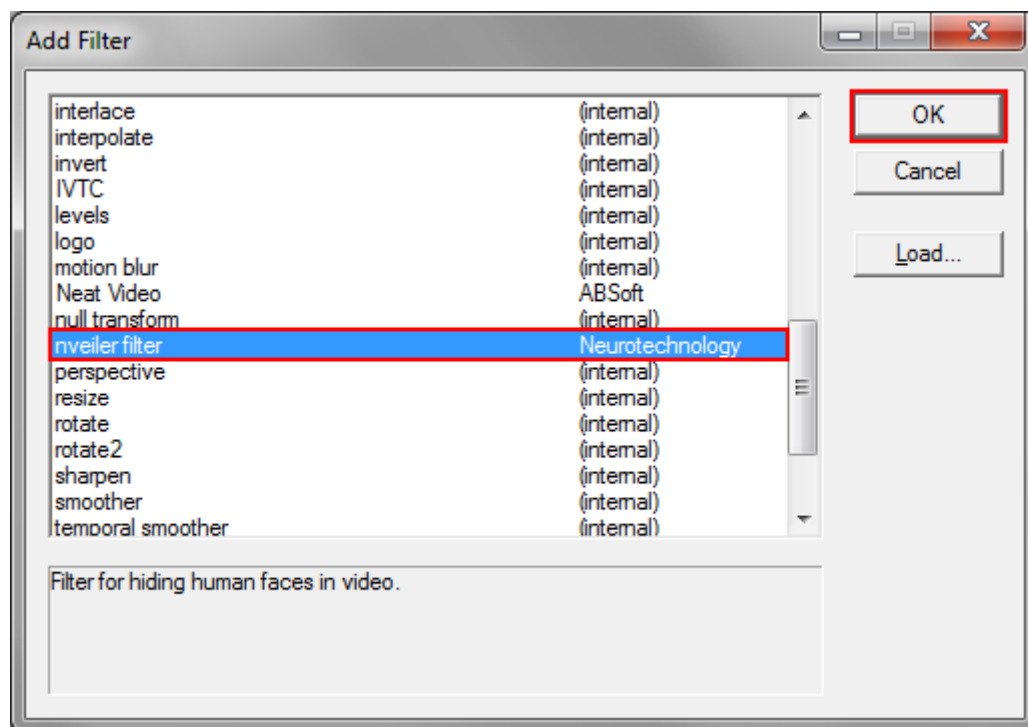 Add Filter
interlace (internal)
interpolate (internal)
invert (internal)
IVTC (internal)
levels (internal)
logo (internal)
motion blur (internal)
Neat Video ABSoft
null transform (internal)
nveiler filter Neurotechnology
perspective (internal)
resize (internal)
rotate (internal)
rotate2 (internal)
sharpen (internal)
smoother (internal)
temporal smoother (internal)
OK
Cancel
Load...
Filter for hiding human faces in video.